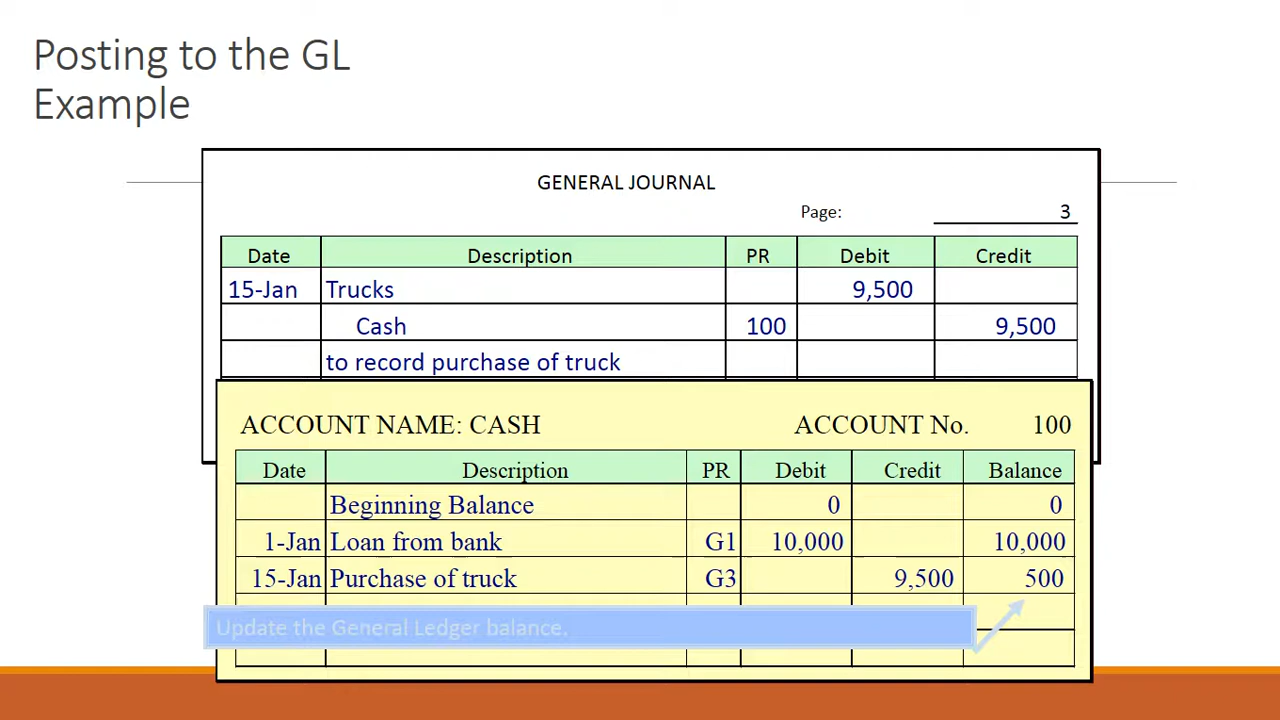 Posting to the GL
Example
GENERAL JOURNAL
Page: 3
Date Description PR Debit Credit
15-Jan Trucks 9,500
Cash 100 9,500
to record purchase of truck
ACCOUNT NAME: CASH ACCOUNT No. 100
Date Description PR Debit Credit Balance
Beginning Balance 0 0
1-Jan Loan from bank G1 10,000 10,000
15-Jan Purchase of truck G3 9,500 500
Update the General Ledger balance.